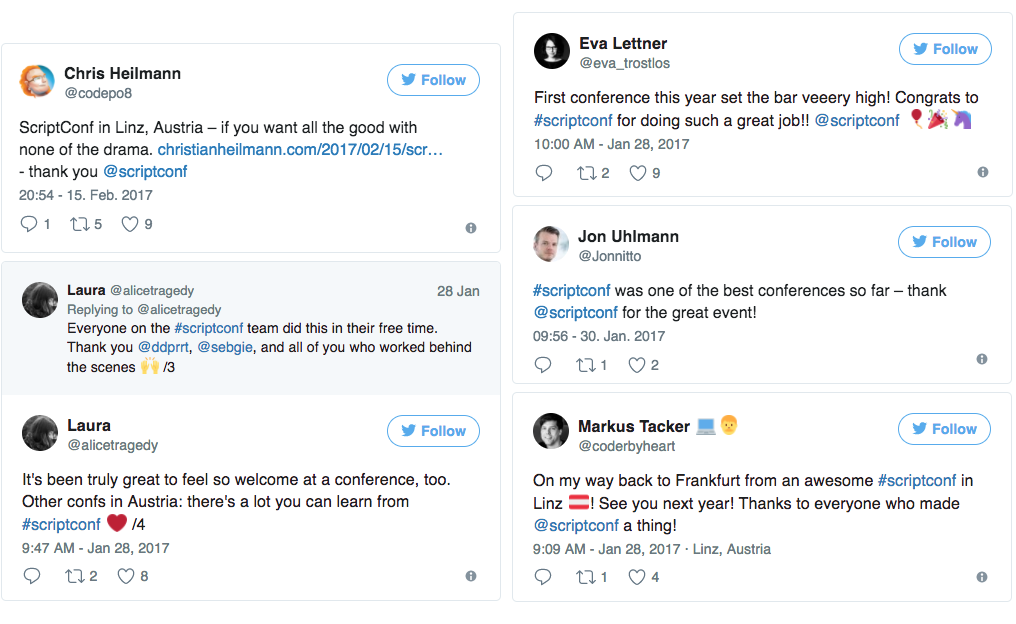 Chris Heilmann
@codepo8
Follow
ScriptConf in Linz, Austria – if you want all the good with
none of the drama. christianheilmann.com/2017/02/15/scr…
- thank you @scriptconf
20:54 - 15. Feb. 2017
1 5 9
Laura @alicetragedy 28 Jan
Replying to @alicetragedy
Everyone on the #scriptconf team did this in their free time.
Thank you @ddprrt, @sebgie, and all of you who worked behind
the scenes 🙌 /3
Laura
@alicetragedy
Follow
It's been truly great to feel so welcome at a conference, too.
Other confs in Austria: there's a lot you can learn from
#scriptconf ❤️ /4
9:47 AM - Jan 28, 2017
2 8
Eva Lettner
@eva_trostlos
Follow
First conference this year set the bar veeery high! Congrats to
#scriptconf for doing such a great job!! @scriptconf 🎈🎉🦄
10:00 AM - Jan 28, 2017
2 9
Jon Uhlmann
@Jonnitto
Follow
#scriptconf was one of the best conferences so far – thank
@scriptconf for the great event!
09:56 - 30. Jan. 2017
1 2
Markus Tacker 💻👨
@coderbyheart
Follow
On my way back to Frankfurt from an awesome #scriptconf in
Linz 🇦🇹! See you next year! Thanks to everyone who made
@scriptconf a thing!
9:09 AM - Jan 28, 2017 · Linz, Austria
1 4